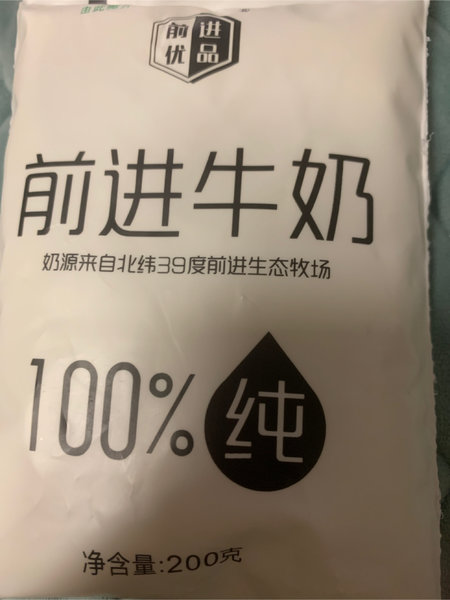 前进
优品
前进牛奶
奶源来自北纬39度前进生态牧场
100% 纯
净含量:200克